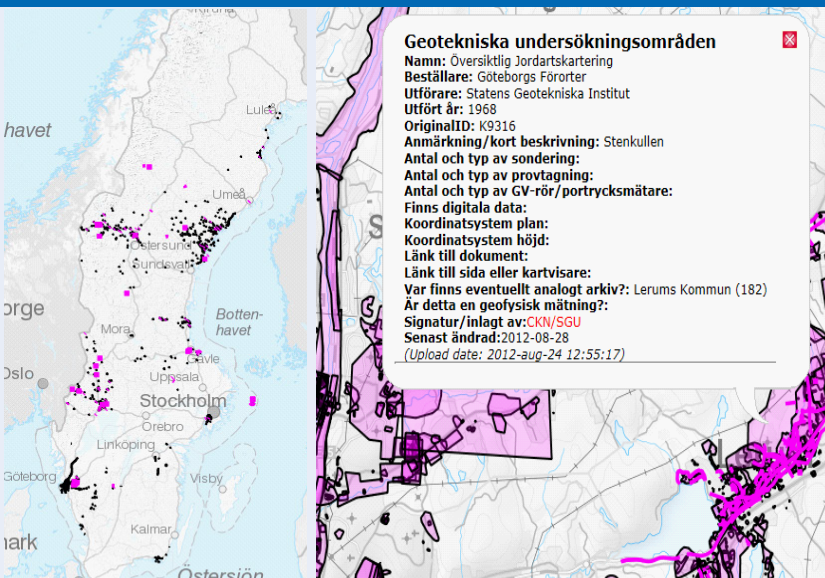 Kiruna
Luleå
havet
Umeå
Östersund
Sundsvall
orge
Botten-
havet
Mora
Gävle
Oslo
Uppsala
Stockholm
Örebro
Linköping
Göteborg
Visby
Kalmar
nark
Östersjön
Geotekniska undersökningsområden
Namn: Översiktlig Jordartskartering
Beställare: Göteborgs Förorter
Utförare: Statens Geotekniska Institut
Utfört år: 1968
OriginalID: K9316
Anmärkning/kort beskrivning: Stenkullen
Antal och typ av sondering:
Antal och typ av provtagning:
Antal och typ av GV-rör/portrycksmätare:
Finns digitala data:
Koordinatsystem plan:
Koordinatsystem höjd:
Länk till dokument:
Länk till sida eller kartvisare:
Var finns eventuellt analogt arkiv?: Lerums Kommun (182)
Är detta en geofysisk mätning?:
Signatur/inlagt av:CKN/SGU
Senast ändrad:2012-08-28
(Upload date: 2012-aug-24 12:55:17)
S
L